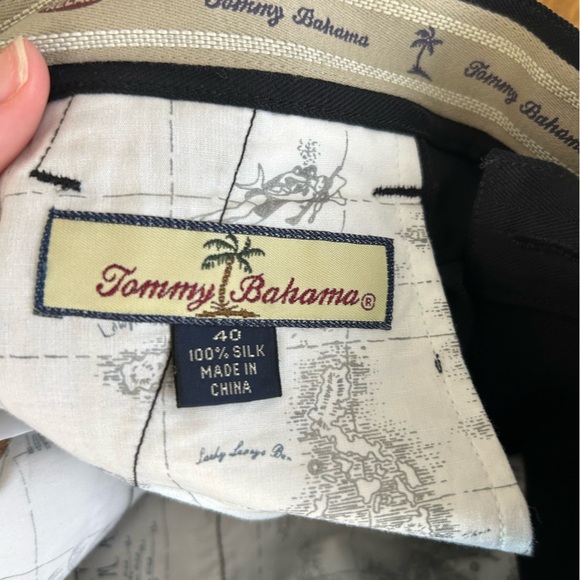 Tommy Bahama
Tommy Bahama
Tommy Bahama®
40
100% SILK
MADE IN
CHINA